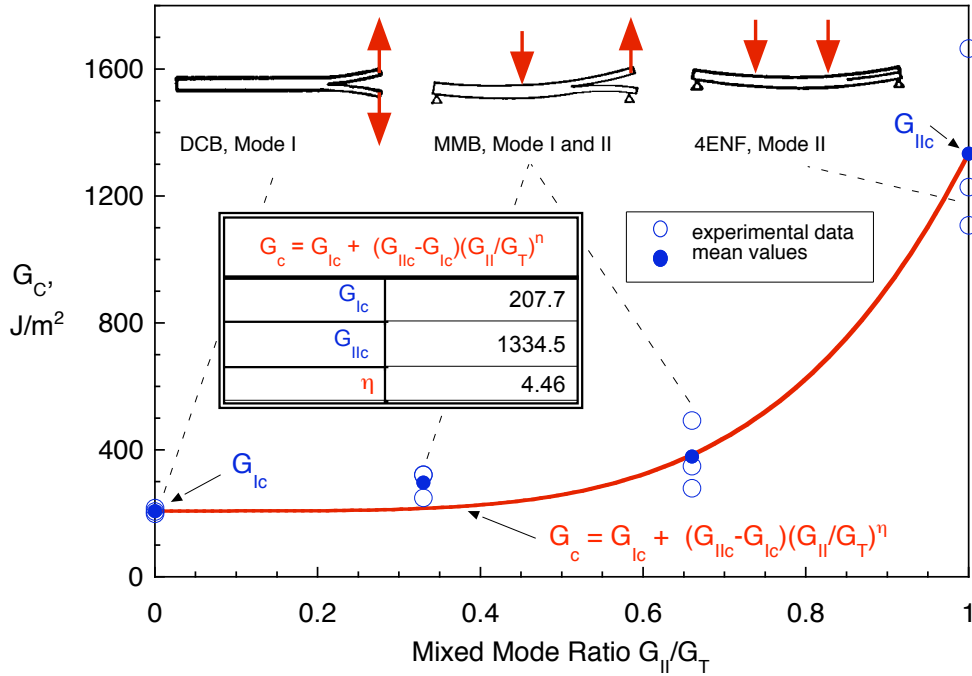 1600
1200
800
400
0
G_C,
J/m²
DCB, Mode I
MMB, Mode I and II
4ENF, Mode II
G_IIc
experimental data
mean values
G_c = G_Ic + (G_IIc-G_Ic)(G_II/G_T)^n
G_Ic 207.7
G_IIc 1334.5
η 4.46
G_Ic
G_c = G_Ic + (G_IIc-G_Ic)(G_II/G_T)^η
0 0.2 0.4 0.6 0.8 1
Mixed Mode Ratio G_II/G_T